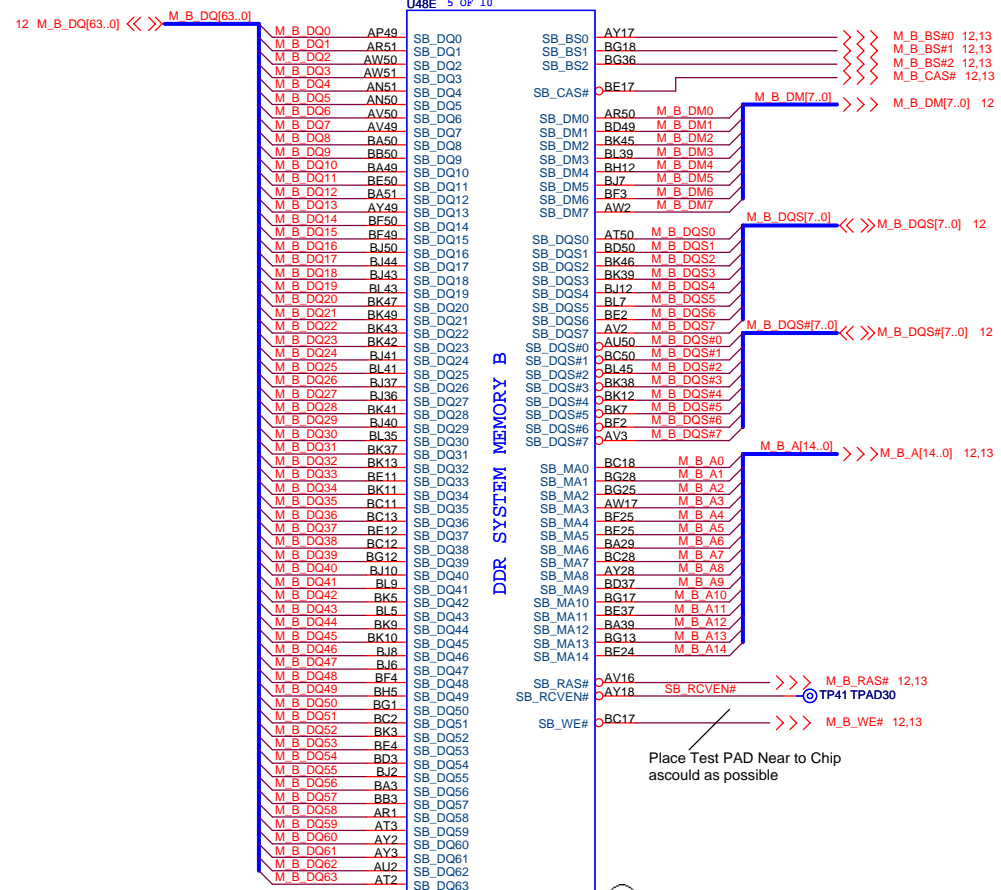 U48E 5 OF 10
12 M_B_DQ[63..0] M_B_DQ[63..0]
M_B_DQ0 AP49 SB_DQ0
M_B_DQ1 AR51 SB_DQ1
M_B_DQ2 AW50 SB_DQ2
M_B_DQ3 AW51 SB_DQ3
M_B_DQ4 AN51 SB_DQ4
M_B_DQ5 AN50 SB_DQ5
M_B_DQ6 AV50 SB_DQ6
M_B_DQ7 AV49 SB_DQ7
M_B_DQ8 BA50 SB_DQ8
M_B_DQ9 BB50 SB_DQ9
M_B_DQ10 BA49 SB_DQ10
M_B_DQ11 BE50 SB_DQ11
M_B_DQ12 BA51 SB_DQ12
M_B_DQ13 AY49 SB_DQ13
M_B_DQ14 BF50 SB_DQ14
M_B_DQ15 BF49 SB_DQ15
M_B_DQ16 BJ50 SB_DQ16
M_B_DQ17 BJ44 SB_DQ17
M_B_DQ18 BJ43 SB_DQ18
M_B_DQ19 BL43 SB_DQ19
M_B_DQ20 BK47 SB_DQ20
M_B_DQ21 BK49 SB_DQ21
M_B_DQ22 BK43 SB_DQ22
M_B_DQ23 BK42 SB_DQ23
M_B_DQ24 BJ41 SB_DQ24
M_B_DQ25 BL41 SB_DQ25
M_B_DQ26 BJ37 SB_DQ26
M_B_DQ27 BJ36 SB_DQ27
M_B_DQ28 BK41 SB_DQ28
M_B_DQ29 BJ40 SB_DQ29
M_B_DQ30 BL35 SB_DQ30
M_B_DQ31 BK37 SB_DQ31
M_B_DQ32 BK13 SB_DQ32
M_B_DQ33 BE11 SB_DQ33
M_B_DQ34 BK11 SB_DQ34
M_B_DQ35 BC11 SB_DQ35
M_B_DQ36 BC13 SB_DQ36
M_B_DQ37 BE12 SB_DQ37
M_B_DQ38 BC12 SB_DQ38
M_B_DQ39 BG12 SB_DQ39
M_B_DQ40 BJ10 SB_DQ40
M_B_DQ41 BL9 SB_DQ41
M_B_DQ42 BK5 SB_DQ42
M_B_DQ43 BL5 SB_DQ43
M_B_DQ44 BK9 SB_DQ44
M_B_DQ45 BK10 SB_DQ45
M_B_DQ46 BJ8 SB_DQ46
M_B_DQ47 BJ6 SB_DQ47
M_B_DQ48 BF4 SB_DQ48
M_B_DQ49 BH5 SB_DQ49
M_B_DQ50 BG1 SB_DQ50
M_B_DQ51 BC2 SB_DQ51
M_B_DQ52 BK3 SB_DQ52
M_B_DQ53 BE4 SB_DQ53
M_B_DQ54 BD3 SB_DQ54
M_B_DQ55 BJ2 SB_DQ55
M_B_DQ56 BA3 SB_DQ56
M_B_DQ57 BB3 SB_DQ57
M_B_DQ58 AR1 SB_DQ58
M_B_DQ59 AT3 SB_DQ59
M_B_DQ60 AY2 SB_DQ60
M_B_DQ61 AY3 SB_DQ61
M_B_DQ62 AU2 SB_DQ62
M_B_DQ63 AT2 SB_DQ63
DDR SYSTEM MEMORY B
SB_BS0 AY17 M_B_BS#0 12,13
SB_BS1 BG18 M_B_BS#1 12,13
SB_BS2 BG36 M_B_BS#2 12,13
SB_CAS# BE17 M_B_CAS# 12,13
M_B_DM[7..0] M_B_DM[7..0] 12
SB_DM0 AR50 M_B_DM0
SB_DM1 BD49 M_B_DM1
SB_DM2 BK45 M_B_DM2
SB_DM3 BL39 M_B_DM3
SB_DM4 BH12 M_B_DM4
SB_DM5 BJ7 M_B_DM5
SB_DM6 BF3 M_B_DM6
SB_DM7 AW2 M_B_DM7
M_B_DQS[7..0] M_B_DQS[7..0] 12
SB_DQS0 AT50 M_B_DQS0
SB_DQS1 BD50 M_B_DQS1
SB_DQS2 BK46 M_B_DQS2
SB_DQS3 BK39 M_B_DQS3
SB_DQS4 BJ12 M_B_DQS4
SB_DQS5 BL7 M_B_DQS5
SB_DQS6 BE2 M_B_DQS6
SB_DQS7 AV2 M_B_DQS7
M_B_DQS#[7..0] M_B_DQS#[7..0] 12
SB_DQS#0 AU50 M_B_DQS#0
SB_DQS#1 BC50 M_B_DQS#1
SB_DQS#2 BL45 M_B_DQS#2
SB_DQS#3 BK38 M_B_DQS#3
SB_DQS#4 BK12 M_B_DQS#4
SB_DQS#5 BK7 M_B_DQS#5
SB_DQS#6 BF2 M_B_DQS#6
SB_DQS#7 AV3 M_B_DQS#7
M_B_A[14..0] M_B_A[14..0] 12,13
SB_MA0 BC18 M_B_A0
SB_MA1 BG28 M_B_A1
SB_MA2 BG25 M_B_A2
SB_MA3 AW17 M_B_A3
SB_MA4 BF25 M_B_A4
SB_MA5 BE25 M_B_A5
SB_MA6 BA29 M_B_A6
SB_MA7 BC28 M_B_A7
SB_MA8 AY28 M_B_A8
SB_MA9 BD37 M_B_A9
SB_MA10 BG17 M_B_A10
SB_MA11 BE37 M_B_A11
SB_MA12 BA39 M_B_A12
SB_MA13 BG13 M_B_A13
SB_MA14 BE24 M_B_A14
SB_RAS# AV16 M_B_RAS# 12,13
SB_RCVEN# AY18 SB_RCVEN# TP41 TPAD30
SB_WE# BC17 M_B_WE# 12,13
Place Test PAD Near to Chip
ascould as possible